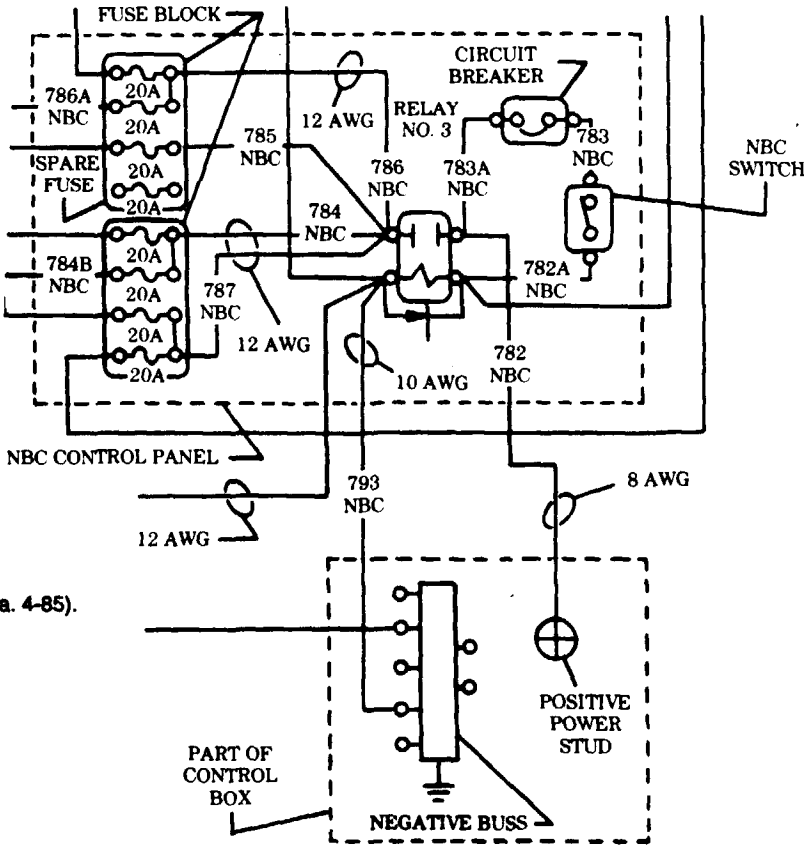 FUSE BLOCK
CIRCUIT
BREAKER
20A
786A
NBC
20A
12 AWG
RELAY
NO. 3
785
NBC
783
NBC
NBC
SWITCH
SPARE
FUSE
20A
786
NBC
783A
NBC
20A
784
NBC
20A
784B
NBC
787
NBC
782A
NBC
20A
20A
12 AWG
782
NBC
20A
10 AWG
NBC CONTROL PANEL
793
NBC
8 AWG
12 AWG
a. 4-85).
POSITIVE
POWER
STUD
PART OF
CONTROL
BOX
NEGATIVE BUSS